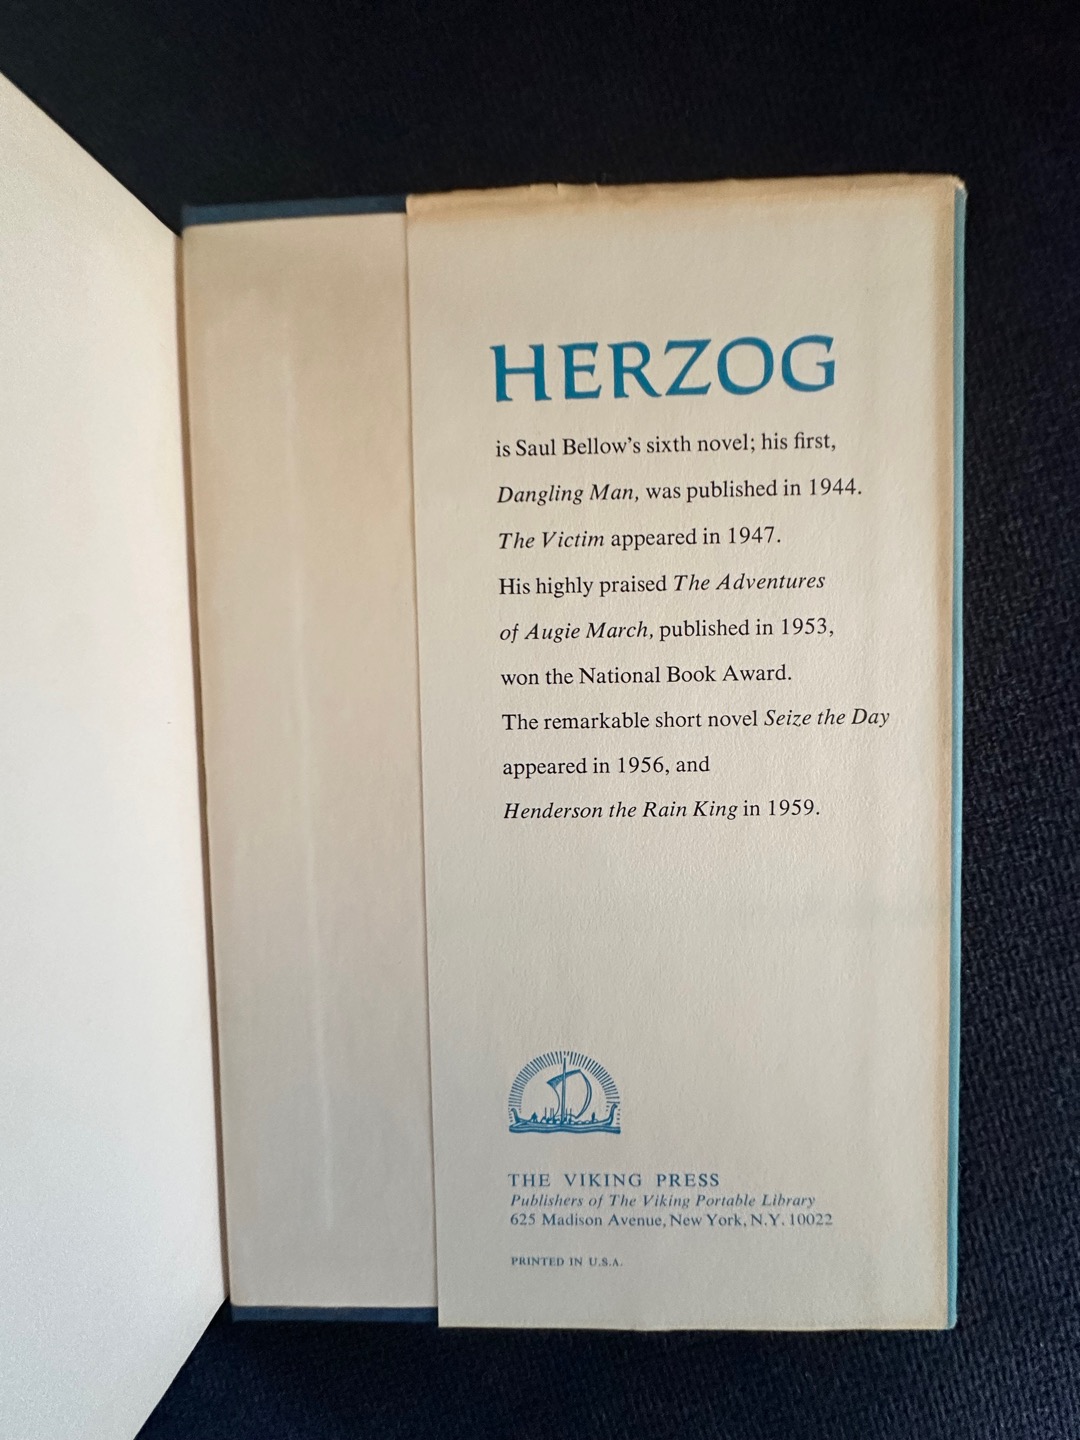 HERZOG
is Saul Bellow's sixth novel; his first,
Dangling Man, was published in 1944.
The Victim appeared in 1947.
His highly praised The Adventures
of Augie March, published in 1953,
won the National Book Award.
The remarkable short novel Seize the Day
appeared in 1956, and
Henderson the Rain King in 1959.
THE VIKING PRESS
Publishers of The Viking Portable Library
625 Madison Avenue, New York, N.Y. 10022
PRINTED IN U.S.A.